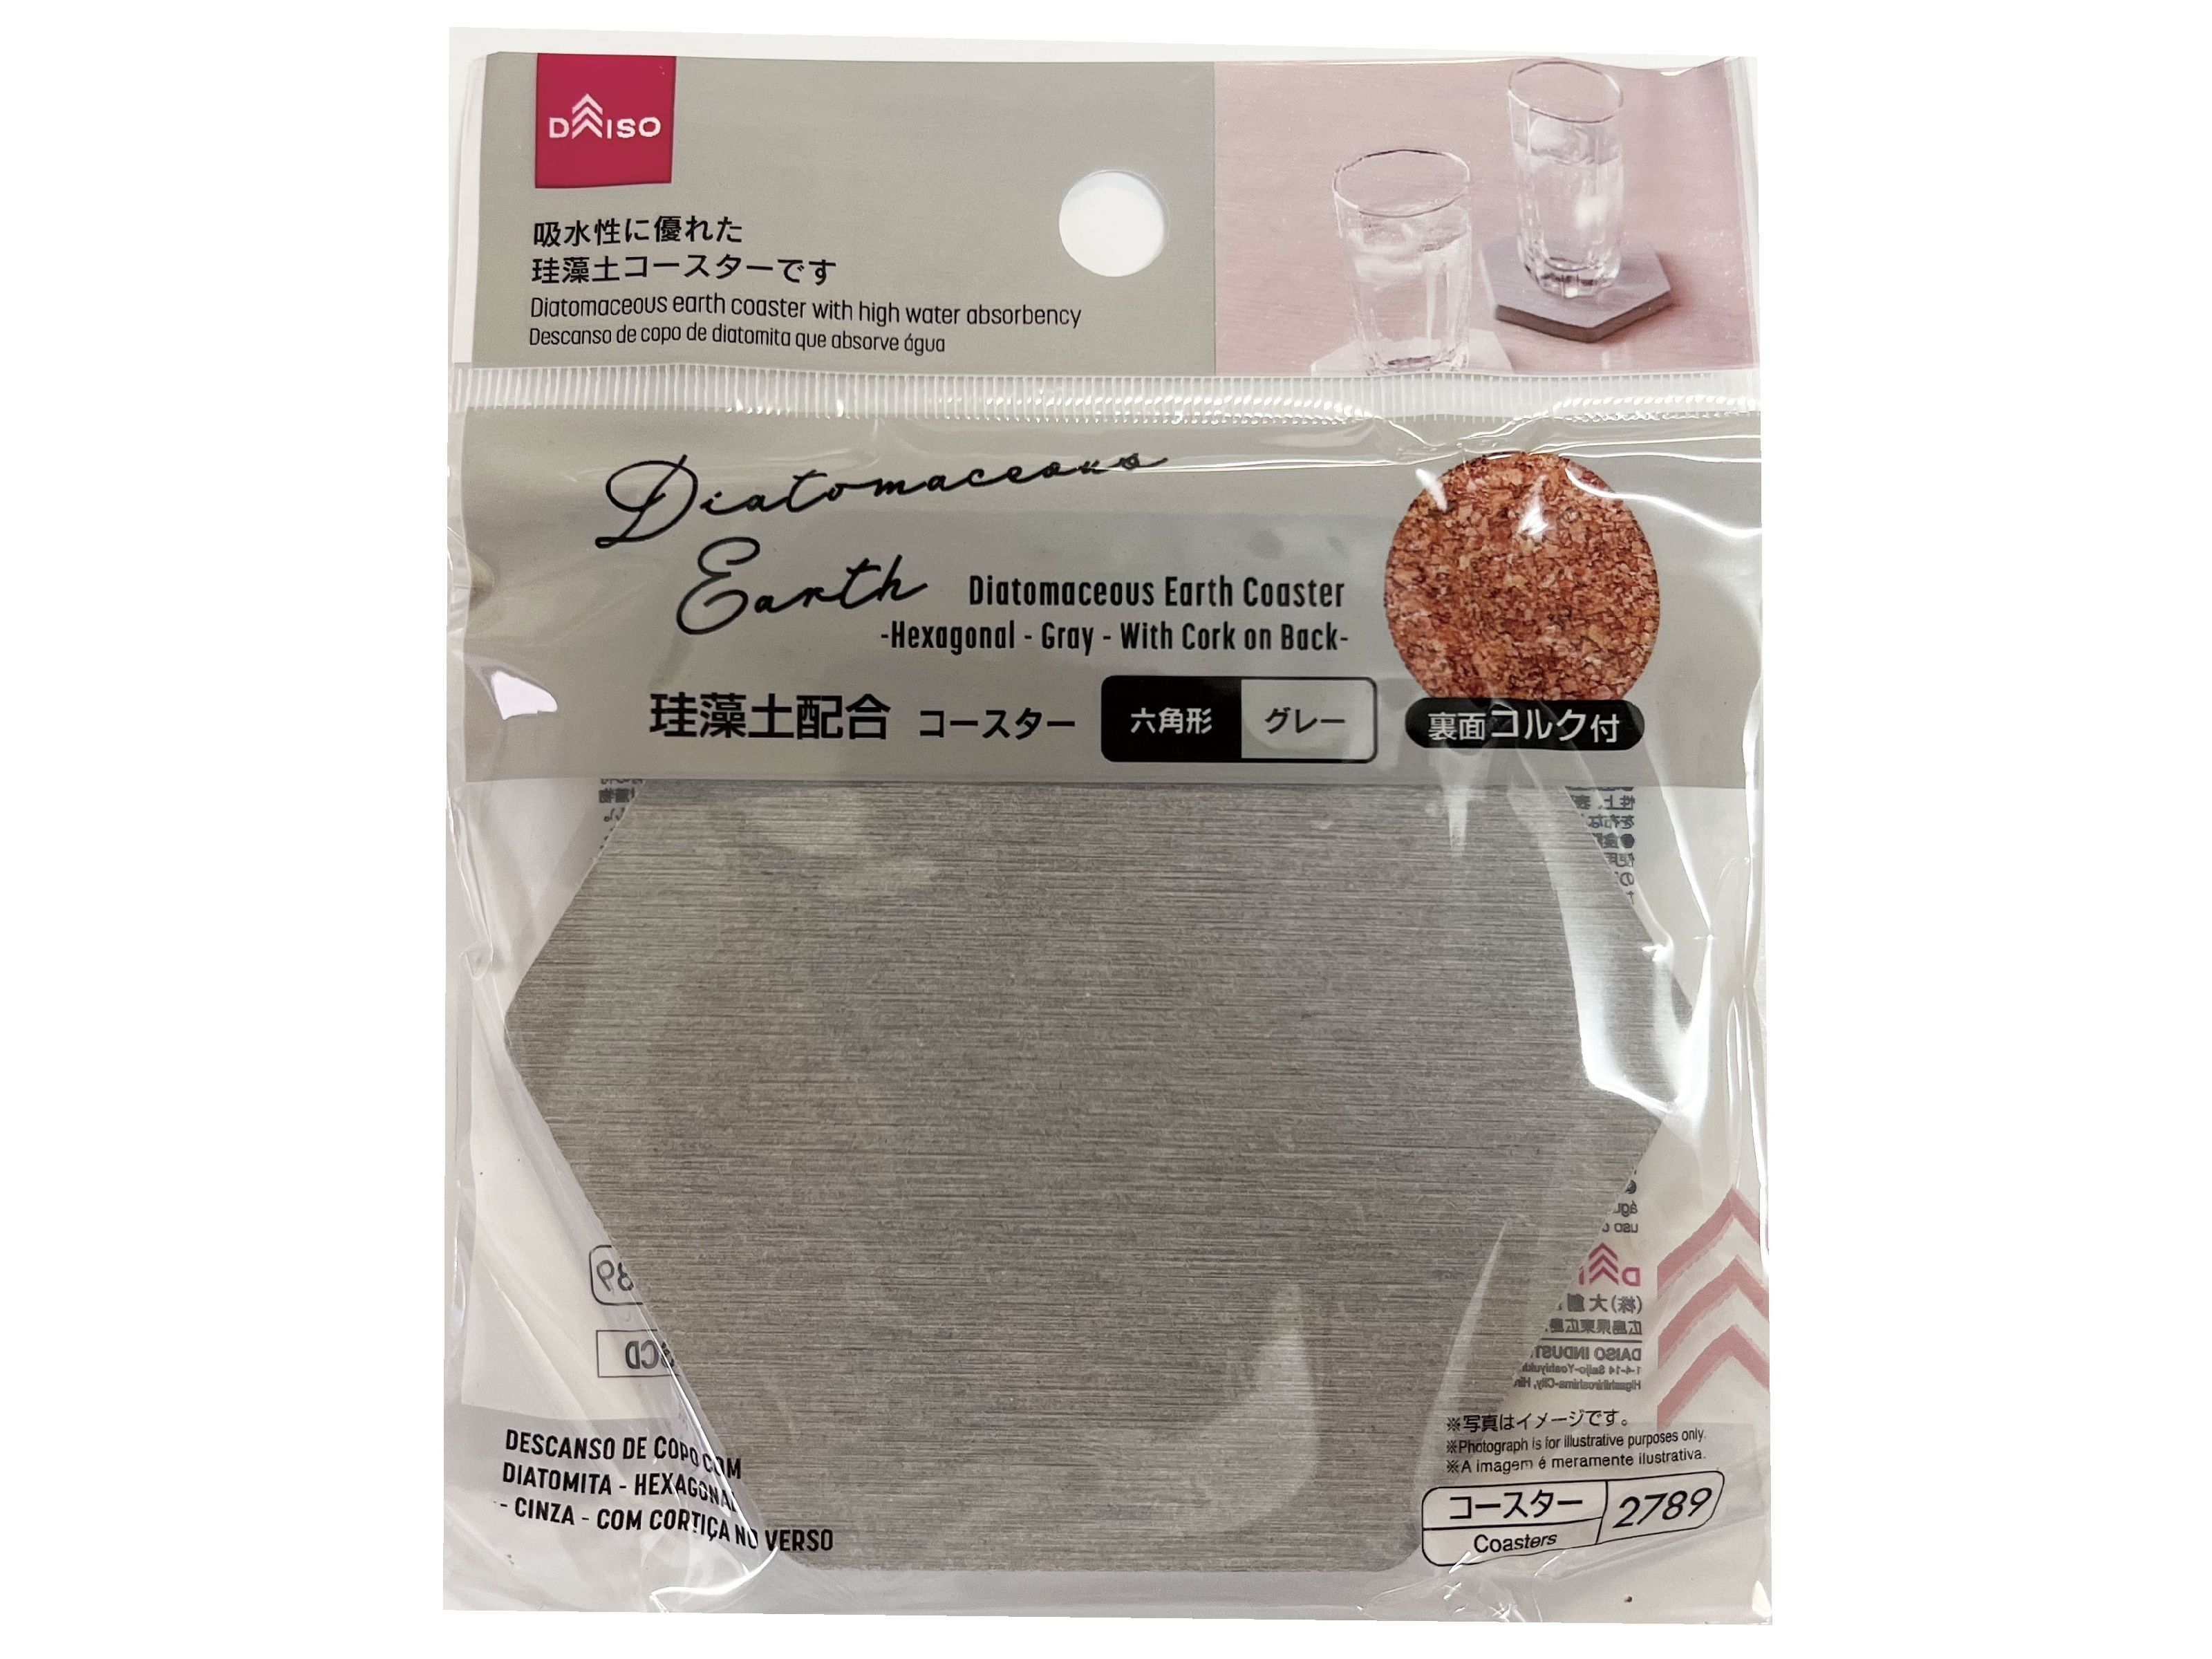 DAISO
吸水性に優れた
珪藻土コースターです
Diatomaceous earth coaster with high water absorbency
Descanso de copo de diatomita que absorve água
Diatomaceous
Earth
Diatomaceous Earth Coaster
-Hexagonal - Gray - With Cork on Back-
珪藻土配合 コースター 六角形 グレー
裏面コルク付
DESCANSO DE COPO COM
DIATOMITA - HEXAGONAL
- CINZA - COM CORTIÇA NO VERSO
※写真はイメージです。
※Photograph is for illustrative purposes only.
※A imagem é meramente ilustrativa.
コースター 2789
Coasters